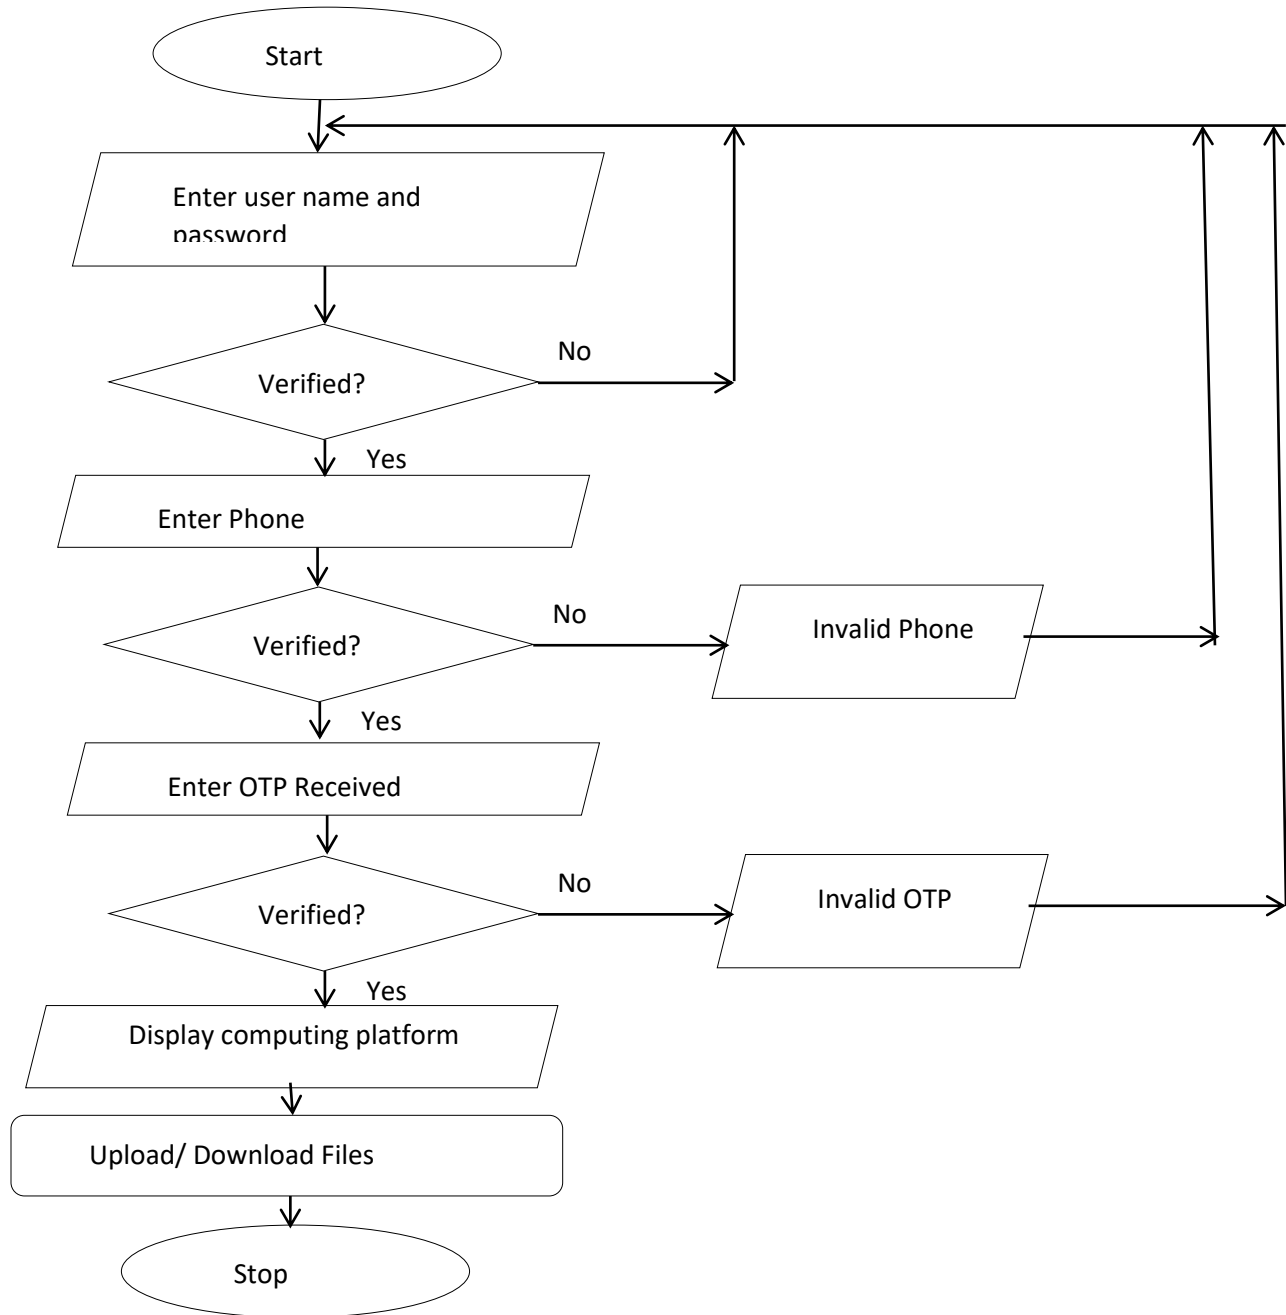 Start
Enter user name and
password
No
Verified?
Yes
Enter Phone
No
Invalid Phone
Verified?
Yes
Enter OTP Received
No
Invalid OTP
Verified?
Yes
Display computing platform
Upload/ Download Files
Stop